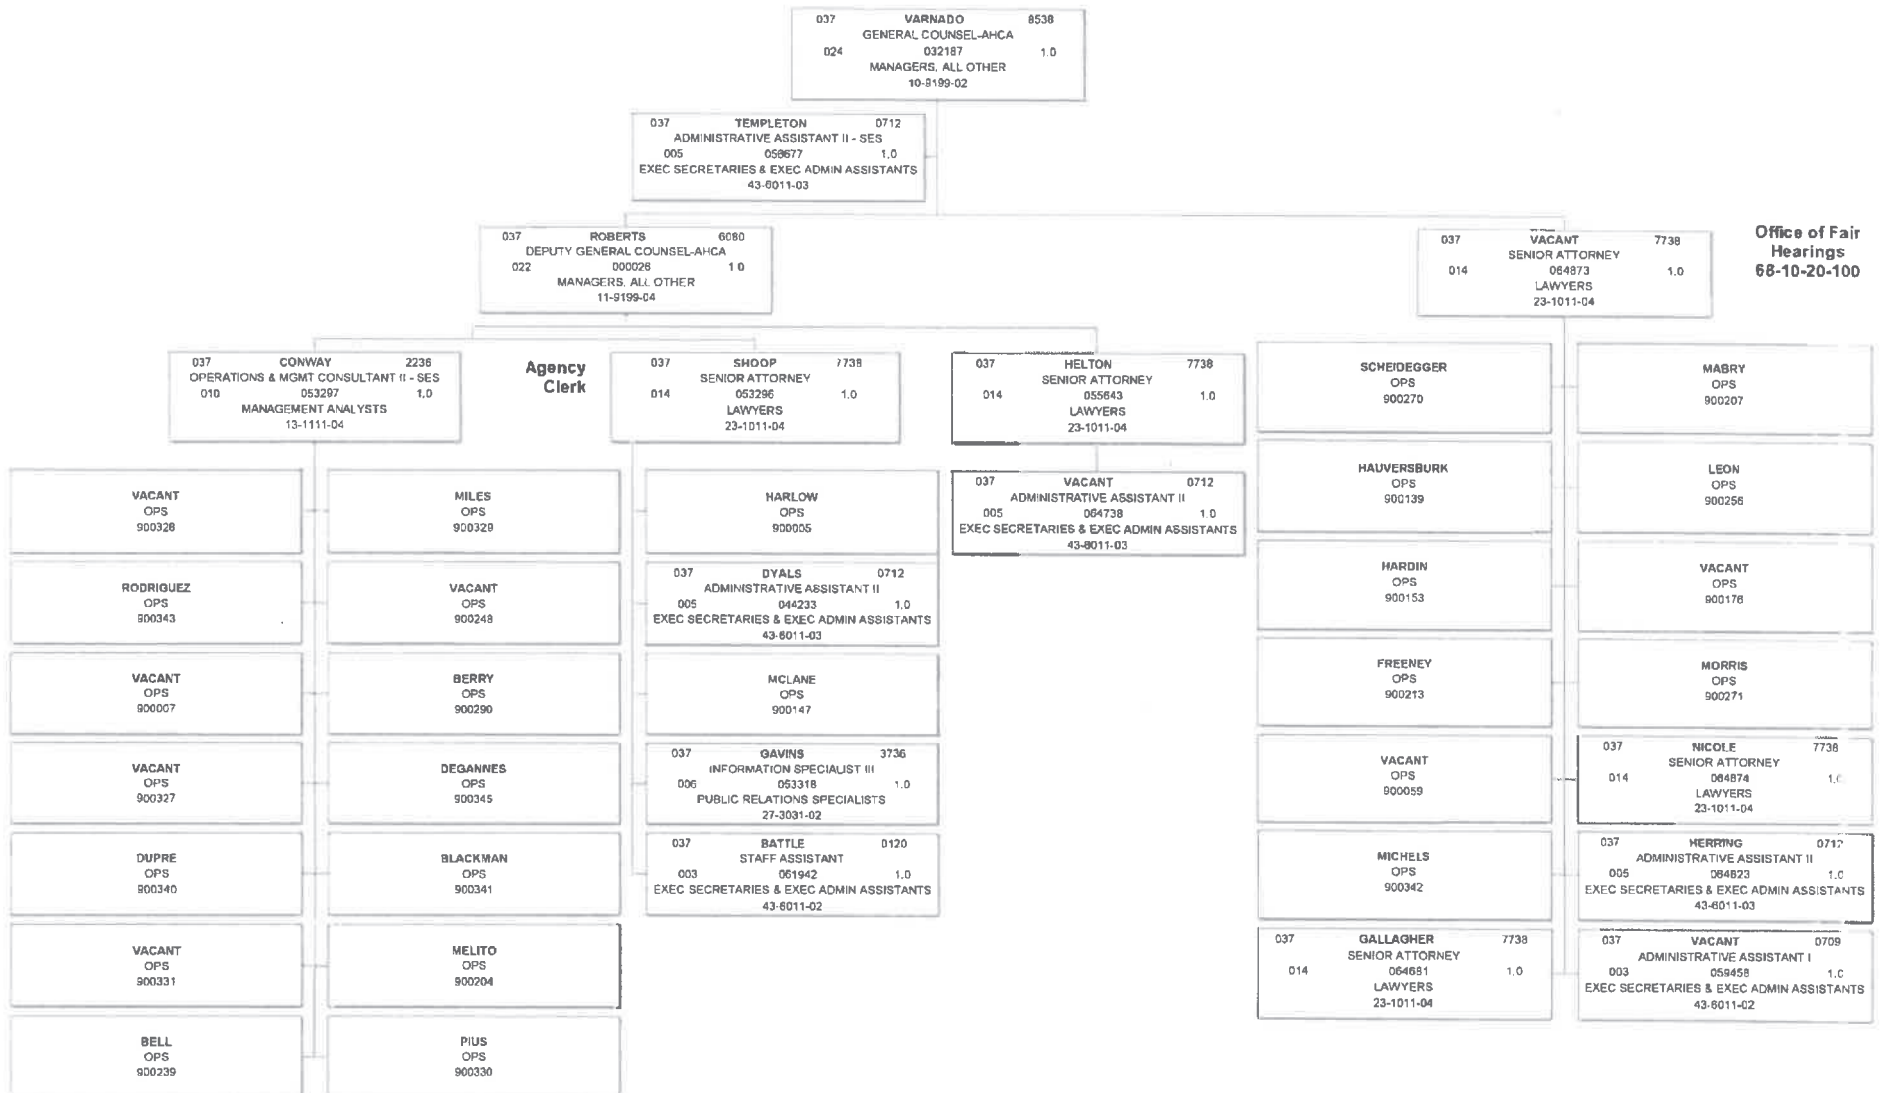 037 VARNADO 8538
GENERAL COUNSEL-AHCA
024 032187 1.0
MANAGERS, ALL OTHER
10-9199-02
037 TEMPLETON 0712
ADMINISTRATIVE ASSISTANT II - SES
005 056677 1.0
EXEC SECRETARIES & EXEC ADMIN ASSISTANTS
43-6011-03
037 ROBERTS 6080
DEPUTY GENERAL COUNSEL-AHCA
022 000026 1.0
MANAGERS, ALL OTHER
11-9199-04
037 VACANT 7738
SENIOR ATTORNEY
014 064873 1.0
LAWYERS
23-1011-04
Office of Fair
Hearings
68-10-20-100
037 CONWAY 2236
OPERATIONS & MGMT CONSULTANT II - SES
010 053297 1.0
MANAGEMENT ANALYSTS
13-1111-04
Agency
Clerk
037 SHOOP 7738
SENIOR ATTORNEY
014 053296 1.0
LAWYERS
23-1011-04
037 HELTON 7738
SENIOR ATTORNEY
014 055643 1.0
LAWYERS
23-1011-04
037 VACANT 0712
ADMINISTRATIVE ASSISTANT II
005 064738 1.0
EXEC SECRETARIES & EXEC ADMIN ASSISTANTS
43-6011-03
VACANT
OPS
900328
MILES
OPS
900329
RODRIGUEZ
OPS
900343
VACANT
OPS
900248
VACANT
OPS
900007
BERRY
OPS
900290
VACANT
OPS
900327
DEGANNES
OPS
900345
DUPRE
OPS
900340
BLACKMAN
OPS
900341
VACANT
OPS
900331
MELITO
OPS
900204
BELL
OPS
900239
PIUS
OPS
900330
HARLOW
OPS
900005
037 DYALS 0712
ADMINISTRATIVE ASSISTANT II
005 044233 1.0
EXEC SECRETARIES & EXEC ADMIN ASSISTANTS
43-6011-03
MCLANE
OPS
900147
037 GAVINS 3736
INFORMATION SPECIALIST III
006 053318 1.0
PUBLIC RELATIONS SPECIALISTS
27-3031-02
037 BATTLE 0120
STAFF ASSISTANT
003 061942 1.0
EXEC SECRETARIES & EXEC ADMIN ASSISTANTS
43-6011-02
SCHEIDEGGER
OPS
900270
MABRY
OPS
900207
HAUVERSBURK
OPS
900139
LEON
OPS
900256
HARDIN
OPS
900153
VACANT
OPS
900176
FREENEY
OPS
900213
MORRIS
OPS
900271
VACANT
OPS
900059
037 NICOLE 7738
SENIOR ATTORNEY
014 064874 1.0
LAWYERS
23-1011-04
MICHELS
OPS
900342
037 HERRING 0712
ADMINISTRATIVE ASSISTANT II
005 064823 1.0
EXEC SECRETARIES & EXEC ADMIN ASSISTANTS
43-6011-03
037 GALLAGHER 7738
SENIOR ATTORNEY
014 064681 1.0
LAWYERS
23-1011-04
037 VACANT 0709
ADMINISTRATIVE ASSISTANT I
003 059458 1.0
EXEC SECRETARIES & EXEC ADMIN ASSISTANTS
43-6011-02